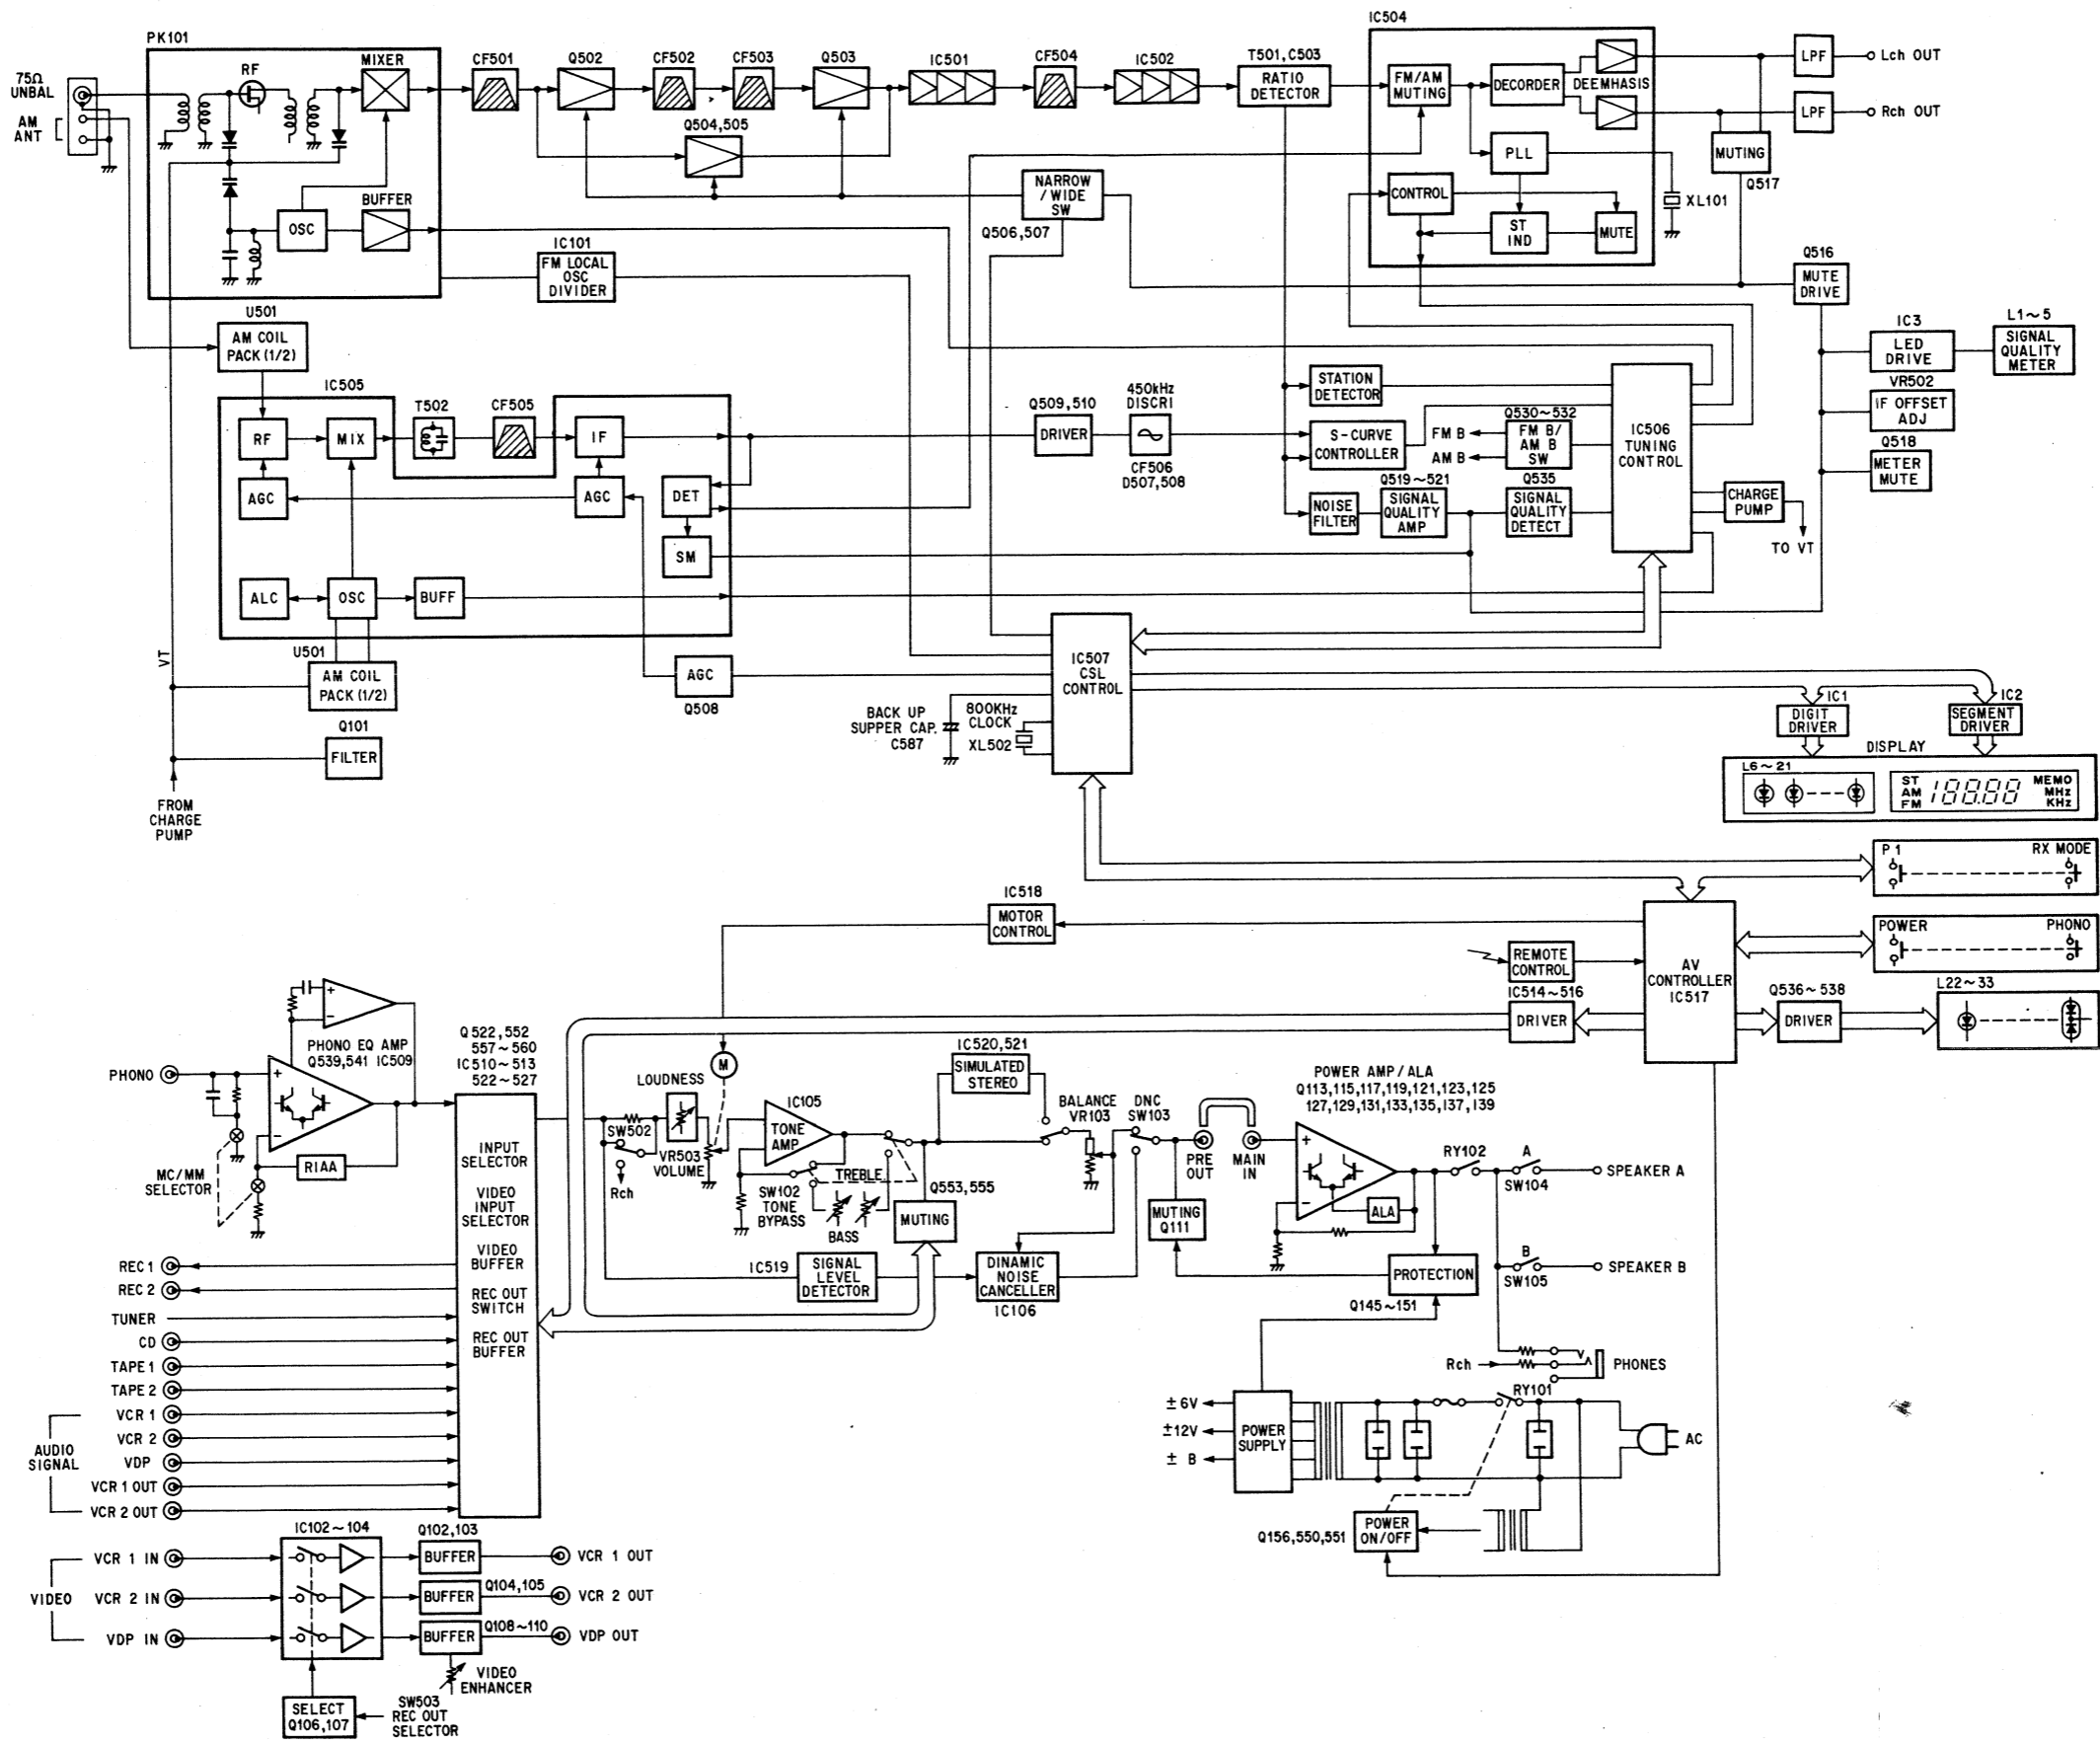 PK101
75Ω
UNBAL
AM
ANT
RF
MIXER
OSC
BUFFER
CF501
Q502
CF502
CF503
Q503
IC501
CF504
IC502
T501,C503
RATIO
DETECTOR
Q504,505
NARROW
/WIDE
SW
Q506,507
IC101
FM LOCAL
OSC
DIVIDER
IC504
FM/AM
MUTING
DECORDER
DEEMHASIS
PLL
CONTROL
ST
IND
MUTE
XL101
LPF
Lch OUT
LPF
Rch OUT
MUTING
Q517
Q516
MUTE
DRIVE
IC3
LED
DRIVE
L1~5
SIGNAL
QUALITY
METER
VR502
IF OFFSET
ADJ
Q518
METER
MUTE
U501
AM COIL
PACK (1/2)
IC505
RF
MIX
T502
CF505
IF
AGC
AGC
DET
SM
ALC
OSC
BUFF
U501
AM COIL
PACK (1/2)
VT
Q101
FILTER
FROM
CHARGE
PUMP
AGC
Q508
Q509,510
DRIVER
450kHz
DISCRI
CF506
D507,508
STATION
DETECTOR
S-CURVE
CONTROLLER
NOISE
FILTER
FM B
AM B
Q530~532
FM B/
AM B
SW
Q519~521
SIGNAL
QUALITY
AMP
Q535
SIGNAL
QUALITY
DETECT
IC506
TUNING
CONTROL
CHARGE
PUMP
TO VT
IC507
CSL
CONTROL
BACK UP
SUPPER CAP.
C587
800KHz
CLOCK
XL502
IC1
DIGIT
DRIVER
IC2
SEGMENT
DRIVER
DISPLAY
L6~21
ST
AM
FM
188.88
MEMO
MHz
KHz
P1
RX MODE
POWER
PHONO
IC518
MOTOR
CONTROL
REMOTE
CONTROL
AV
CONTROLLER
IC517
IC514~516
DRIVER
Q536~538
DRIVER
L22~33
PHONO
PHONO EQ AMP
Q539,541 IC509
RIAA
MC/MM
SELECTOR
Q522,552
557~560
IC510~513
522~527
INPUT
SELECTOR
VIDEO
INPUT
SELECTOR
VIDEO
BUFFER
REC OUT
SWITCH
REC OUT
BUFFER
REC1
REC2
TUNER
CD
TAPE1
TAPE2
VCR 1
VCR 2
VDP
VCR 1 OUT
VCR 2 OUT
AUDIO
SIGNAL
LOUDNESS
SW502
Rch
VR503
VOLUME
M
IC105
TONE
AMP
SW102
TONE
BYPASS
TREBLE
BASS
Q553,555
MUTING
IC519
SIGNAL
LEVEL
DETECTOR
IC520,521
SIMULATED
STEREO
DINAMIC
NOISE
CANCELLER
IC106
BALANCE
VR103
DNC
SW103
PRE
OUT
MAIN
IN
MUTING
Q111
POWER AMP/ALA
Q113,115,117,119,121,123,125
127,129,131,133,135,137,139
ALA
PROTECTION
Q145~151
RY102
A
SW104
SPEAKER A
B
SW105
SPEAKER B
Rch
PHONES
± 6V
±12V
± B
POWER
SUPPLY
RY101
AC
Q156,550,551
POWER
ON/OFF
IC102~104
VIDEO
VCR 1 IN
VCR 2 IN
VDP IN
Q102,103
BUFFER
VCR 1 OUT
Q104,105
BUFFER
VCR 2 OUT
Q108~110
BUFFER
VDP OUT
VIDEO
ENHANCER
SELECT
Q106,107
SW503
REC OUT
SELECTOR